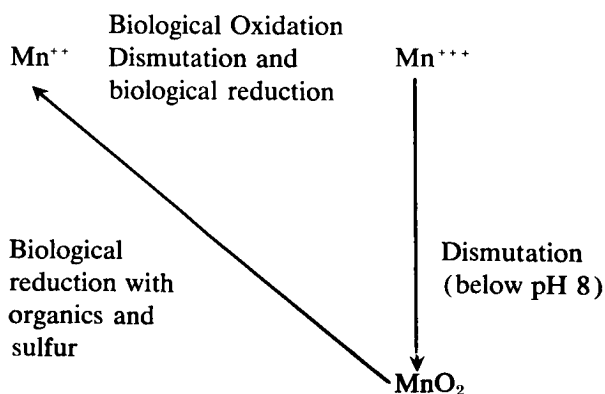 Biological Oxidation
Mn⁺⁺ Dismutation and Mn⁺⁺⁺
biological reduction
Biological
reduction with
organics and
sulfur
Dismutation
(below pH 8)
MnO₂